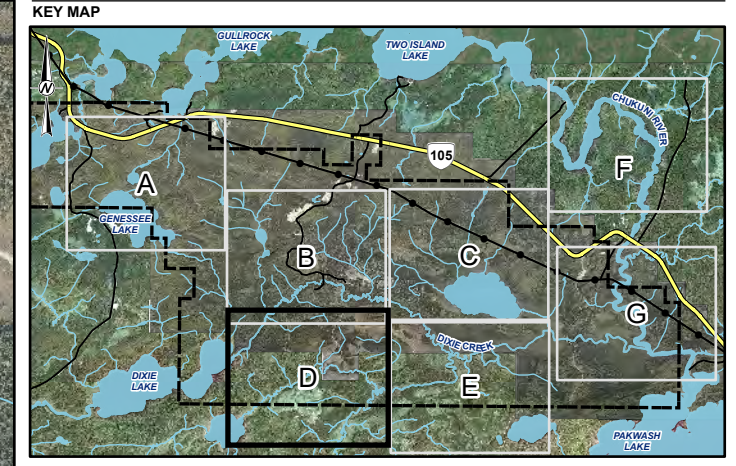 KEY MAP
GULLROCK
LAKE
TWO ISLAND
LAKE
N
CHUKUNI RIVER
105
F
A
GENESSEE
LAKE
B
C
G
DIXIE CREEK
D
E
DIXIE
LAKE
PAKWASH
LAKE